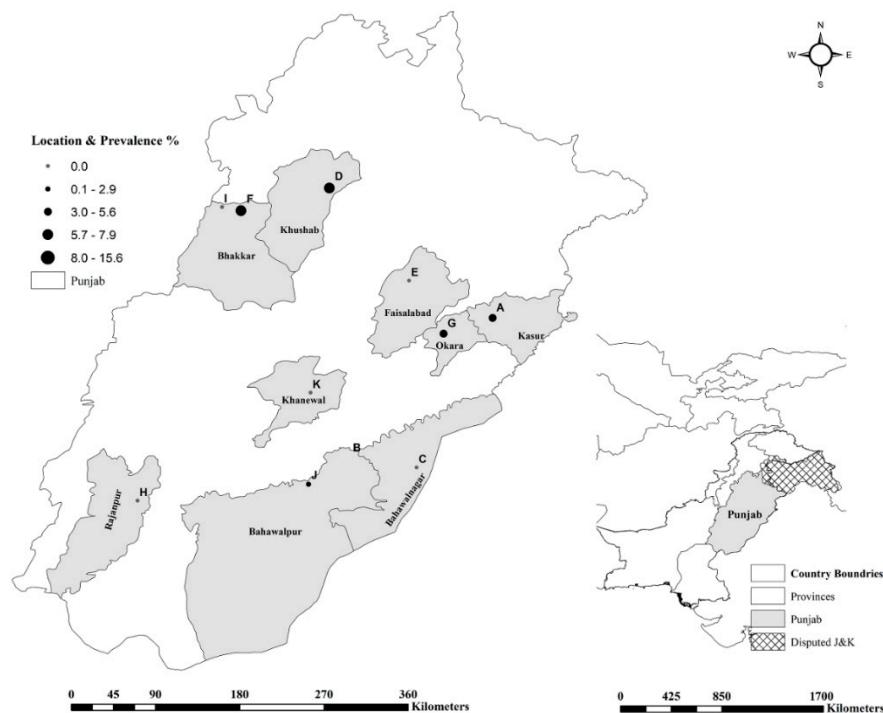 N
W
E
S
Location & Prevalence %
0.0
0.1 - 2.9
3.0 - 5.6
5.7 - 7.9
8.0 - 15.6
Punjab
D
I
F
Khushab
Bhakkar
E
Faisalabad
A
G
Kasur
Okara
K
Khanewal
B
C
J
H
Rajanpur
Bahawalnagar
Bahawalpur
Punjab
Country Boundries
Provinces
Punjab
Disputed J&K
0 45 90 180 270 360
Kilometers
0 425 850 1700
Kilometers